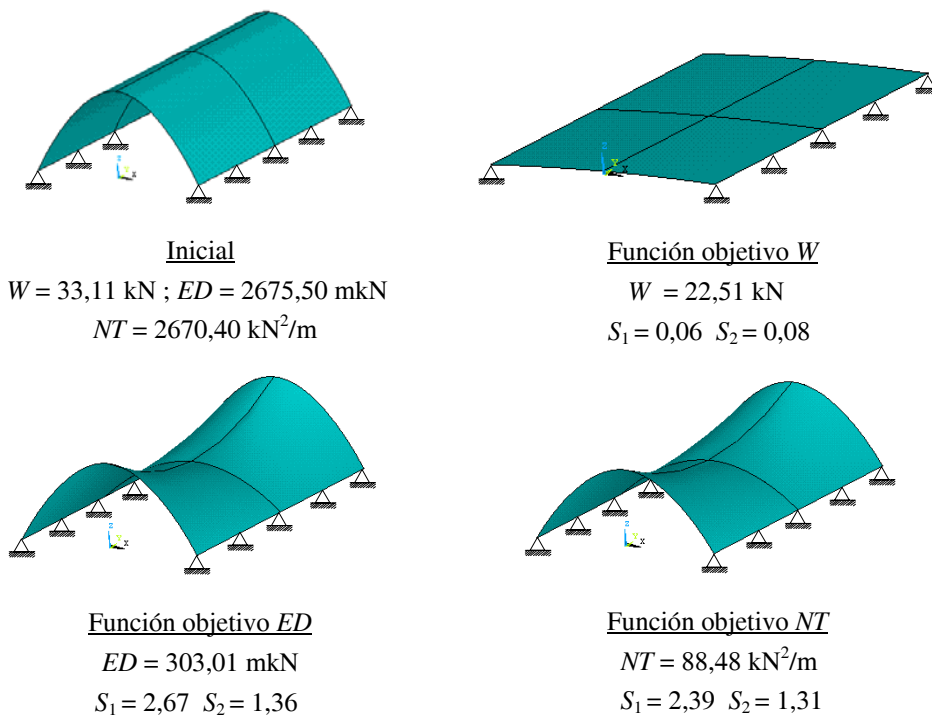 Inicial
W = 33,11 kN ; ED = 2675,50 mkN
NT = 2670,40 kN²/m
Función objetivo W
W = 22,51 kN
S₁ = 0,06 S₂ = 0,08
Función objetivo ED
ED = 303,01 mkN
S₁ = 2,67 S₂ = 1,36
Función objetivo NT
NT = 88,48 kN²/m
S₁ = 2,39 S₂ = 1,31